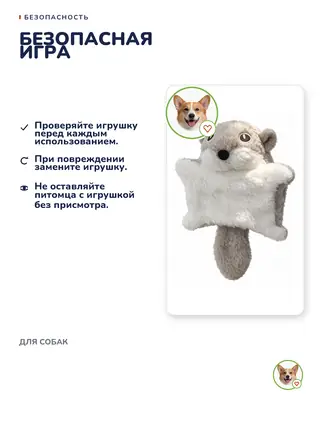 БЕЗОПАСНОСТЬ
БЕЗОПАСНАЯ
ИГРА
Проверяйте игрушку
перед каждым
использованием.
При повреждении
замените игрушку.
Не оставляйте
питомца с игрушкой
без присмотра.
ДЛЯ СОБАК